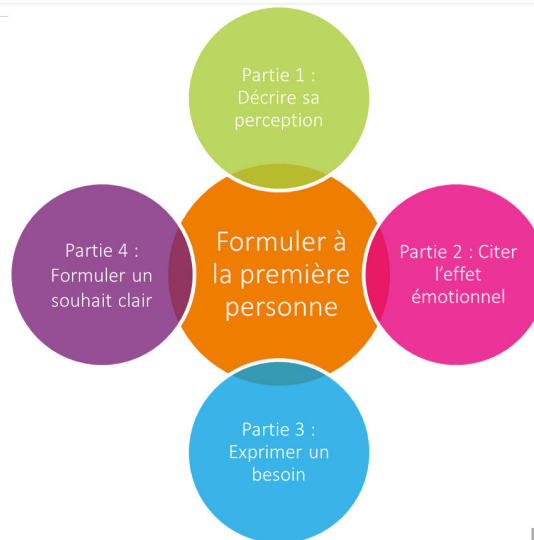 Partie 1 :
Décrire sa
perception
Formuler à
la première
personne
Partie 2 : Citer
l'effet
émotionnel
Partie 3 :
Exprimer un
besoin
Partie 4 :
Formuler un
souhait clair